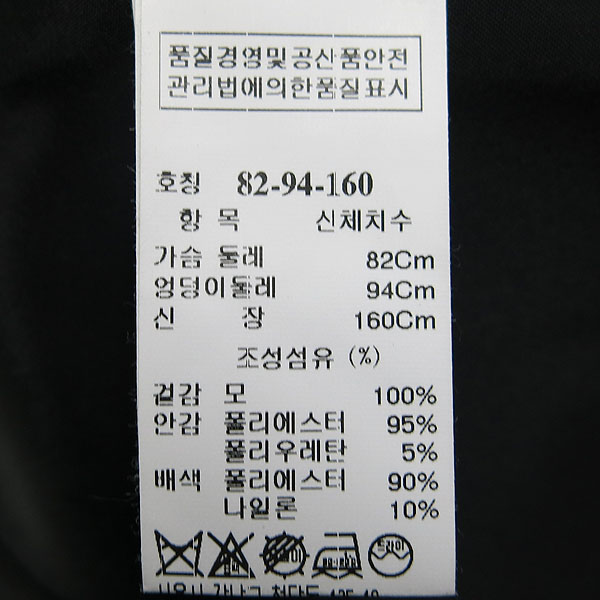 품질경영및공산품안전
관리법에의한품질표시
호칭 82-94-160
항 목 신체치수
가슴 둘레 82Cm
엉덩이둘레 94Cm
신 장 160Cm
조성섬유 (%)
겉감 모 100%
안감 폴리에스터 95%
폴리우레탄 5%
배색 폴리에스터 90%
나일론 10%
드라이